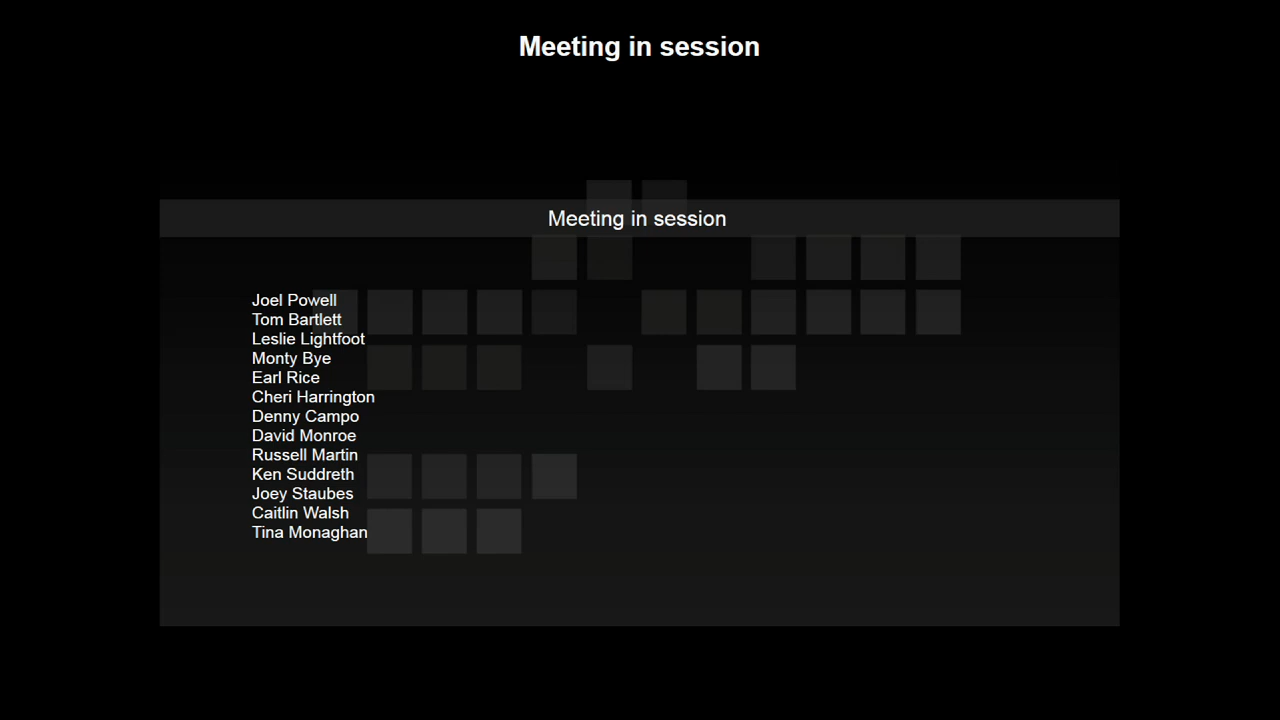 Meeting in session
Meeting in session
Joel Powell
Tom Bartlett
Leslie Lightfoot
Monty Bye
Earl Rice
Cheri Harrington
Denny Campo
David Monroe
Russell Martin
Ken Suddreth
Joey Staubes
Caitlin Walsh
Tina Monaghan